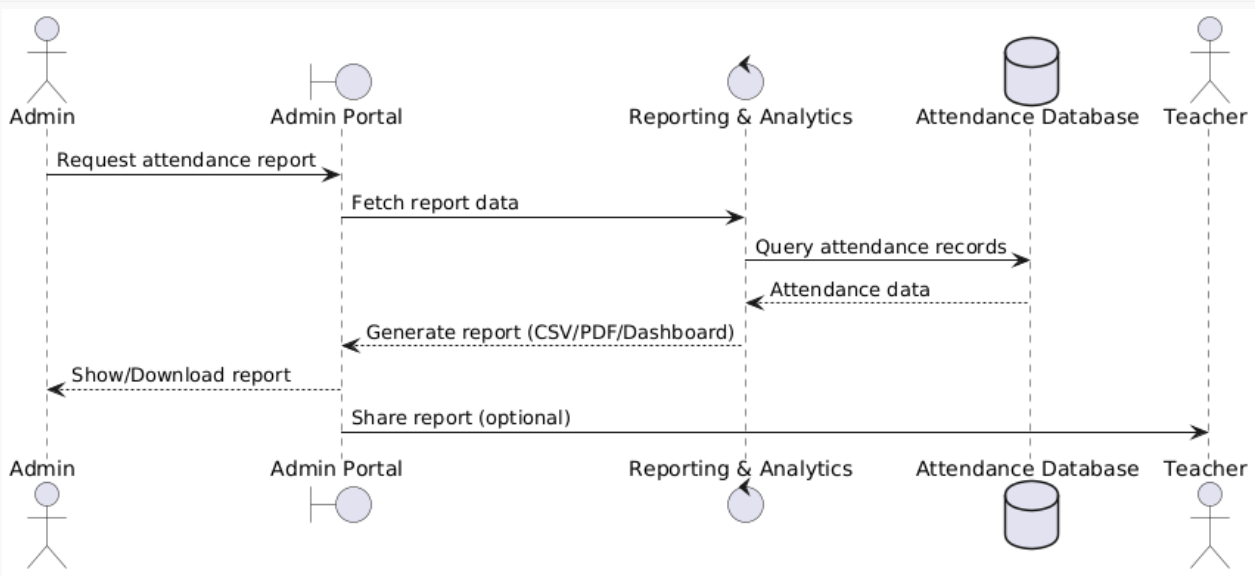 Admin
Admin Portal
Reporting & Analytics
Attendance Database
Teacher
Request attendance report
Fetch report data
Query attendance records
Attendance data
Generate report (CSV/PDF/Dashboard)
Show/Download report
Share report (optional)
Admin
Admin Portal
Reporting & Analytics
Attendance Database
Teacher